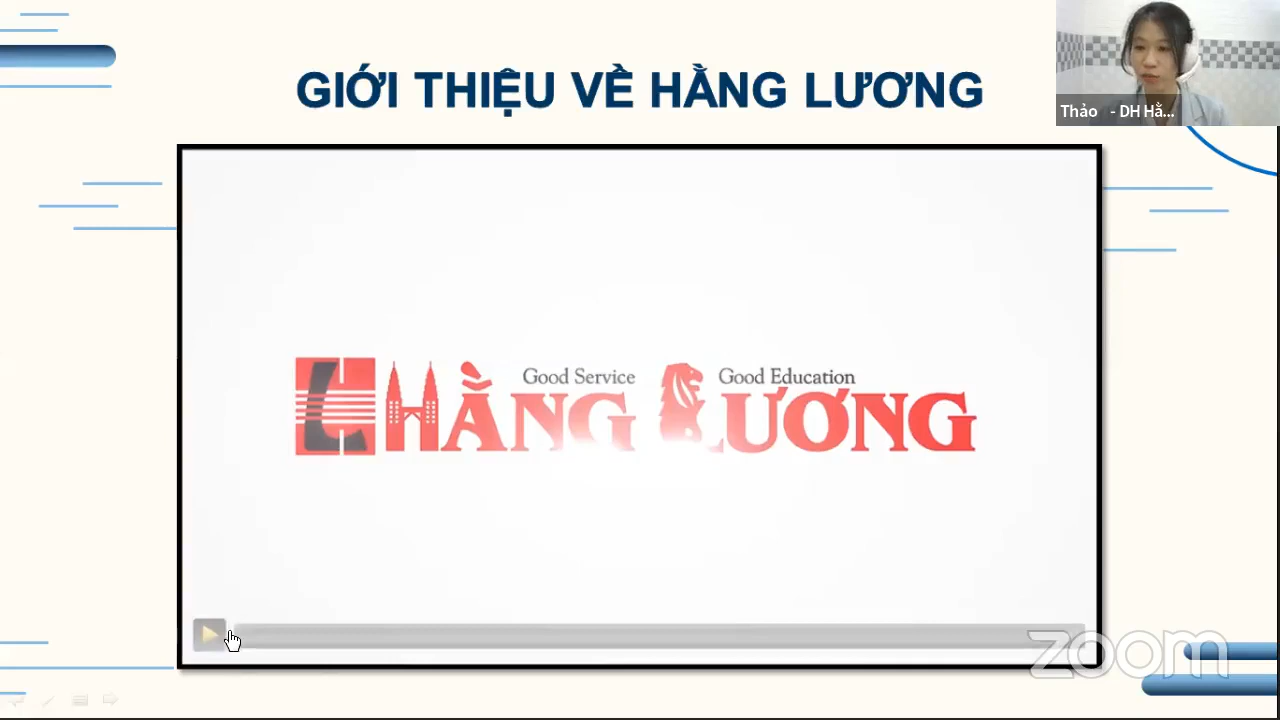 GIỚI THIỆU VỀ HẰNG LƯƠNG
Thảo - DH Hằ...
Good Service Good Education
HẰNG LƯƠNG
zoom